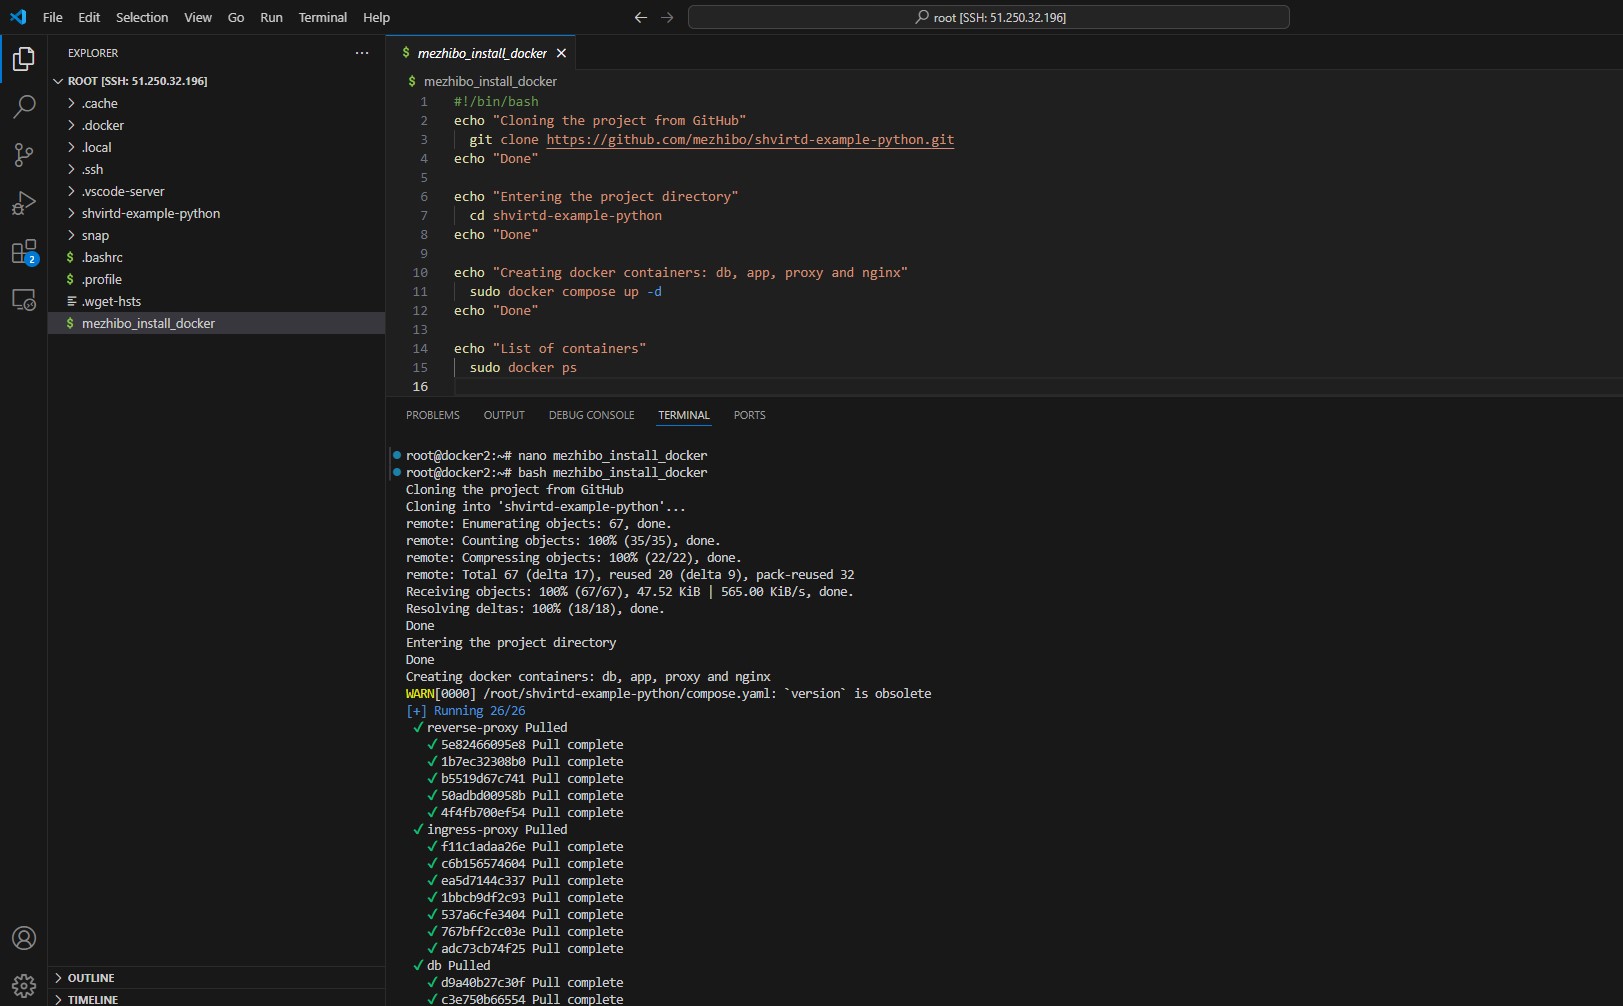 File Edit Selection View Go Run Terminal Help
root [SSH: 51.250.32.196]
EXPLORER
ROOT [SSH: 51.250.32.196]
.cache
.docker
.local
.ssh
.vscode-server
shvirtd-example-python
snap
$ .bashrc
$ .profile
.wget-hsts
$ mezhibo_install_docker
2
OUTLINE
TIMELINE
$ mezhibo_install_docker
$ mezhibo_install_docker
1 #!/bin/bash
2 echo "Cloning the project from GitHub"
3 git clone https://github.com/mezhibo/shvirtd-example-python.git
4 echo "Done"
5
6 echo "Entering the project directory"
7 cd shvirtd-example-python
8 echo "Done"
9
10 echo "Creating docker containers: db, app, proxy and nginx"
11 sudo docker compose up -d
12 echo "Done"
13
14 echo "List of containers"
15 sudo docker ps
16
PROBLEMS OUTPUT DEBUG CONSOLE TERMINAL PORTS
root@docker2:~# nano mezhibo_install_docker
root@docker2:~# bash mezhibo_install_docker
Cloning the project from GitHub
Cloning into 'shvirtd-example-python'...
remote: Enumerating objects: 67, done.
remote: Counting objects: 100% (35/35), done.
remote: Compressing objects: 100% (22/22), done.
remote: Total 67 (delta 17), reused 20 (delta 9), pack-reused 32
Receiving objects: 100% (67/67), 47.52 KiB | 565.00 KiB/s, done.
Resolving deltas: 100% (18/18), done.
Done
Entering the project directory
Done
Creating docker containers: db, app, proxy and nginx
WARN[0000] /root/shvirtd-example-python/compose.yaml: `version` is obsolete
[+] Running 26/26
✓ reverse-proxy Pulled
✓ 5e82466095e8 Pull complete
✓ 1b7ec32308b0 Pull complete
✓ b5519d67c741 Pull complete
✓ 50adbd00958b Pull complete
✓ 4f4fb700ef54 Pull complete
✓ ingress-proxy Pulled
✓ f11c1adaa26e Pull complete
✓ c6b156574604 Pull complete
✓ ea5d7144c337 Pull complete
✓ 1bbcb9df2c93 Pull complete
✓ 537a6cfe3404 Pull complete
✓ 767bff2cc03e Pull complete
✓ adc73cb74f25 Pull complete
✓ db Pulled
✓ d9a40b27c30f Pull complete
✓ c3e750b66554 Pull complete